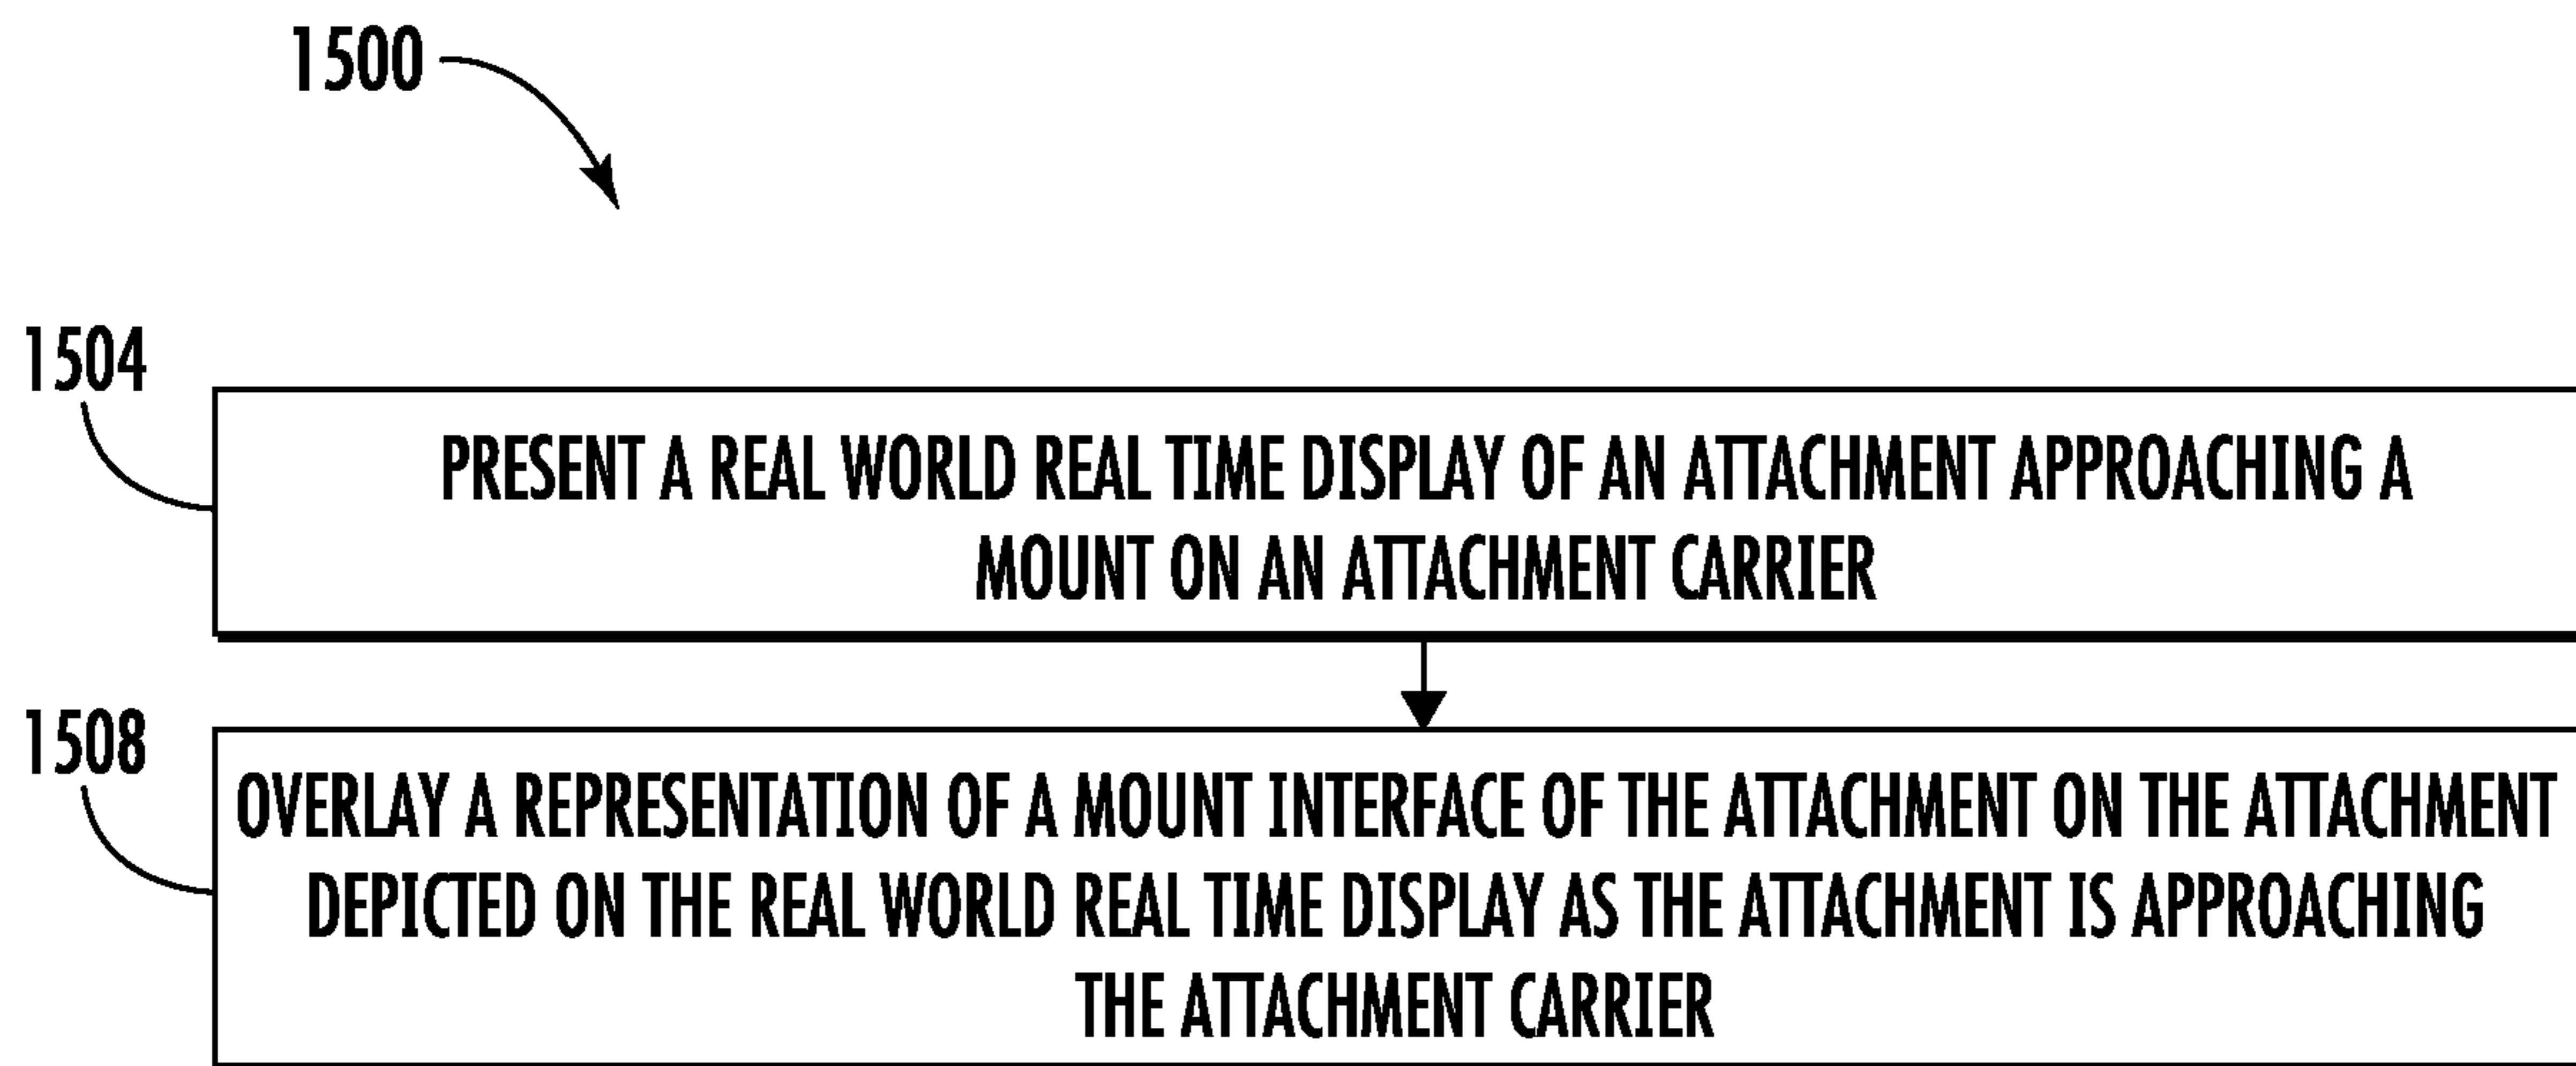 1500
1504
PRESENT A REAL WORLD REAL TIME DISPLAY OF AN ATTACHMENT APPROACHING A
MOUNT ON AN ATTACHMENT CARRIER
1508
OVERLAY A REPRESENTATION OF A MOUNT INTERFACE OF THE ATTACHMENT ON THE ATTACHMENT
DEPICTED ON THE REAL WORLD REAL TIME DISPLAY AS THE ATTACHMENT IS APPROACHING
THE ATTACHMENT CARRIER